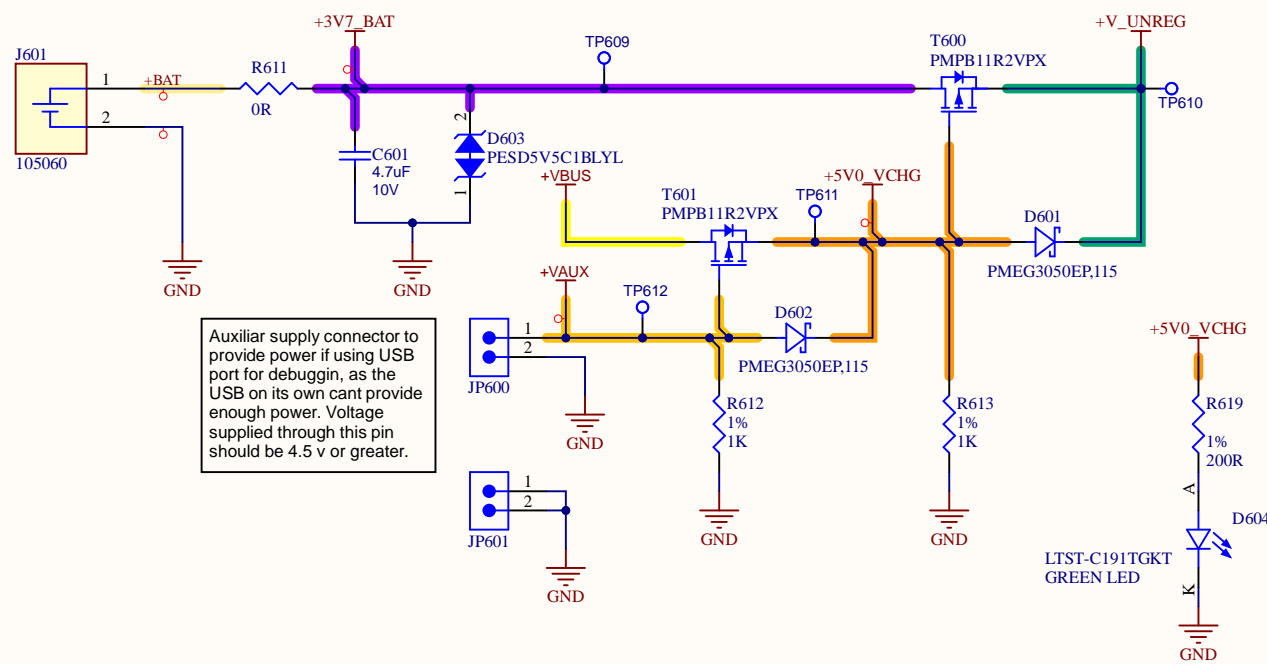 +3V7_BAT
+V_UNREG
J601
1
+BAT
R611
0R
TP609
T600
PMPB11R2VPX
TP610
2
105060
C601
4.7uF
10V
2
D603
PESD5V5C1BLYL
1
GND
GND
+VBUS
T601
PMPB11R2VPX
TP611
+5V0_VCHG
D601
PMEG3050EP,115
+VAUX
TP612
D602
PMEG3050EP,115
1
2
JP600
GND
Auxiliar supply connector to
provide power if using USB
port for debuggin, as the
USB on its own cant provide
enough power. Voltage
supplied through this pin
should be 4.5 v or greater.
R612
1%
1K
GND
R613
1%
1K
GND
1
2
JP601
GND
+5V0_VCHG
R619
1%
200R
A
D604
LTST-C191TGKT
GREEN LED
K
GND